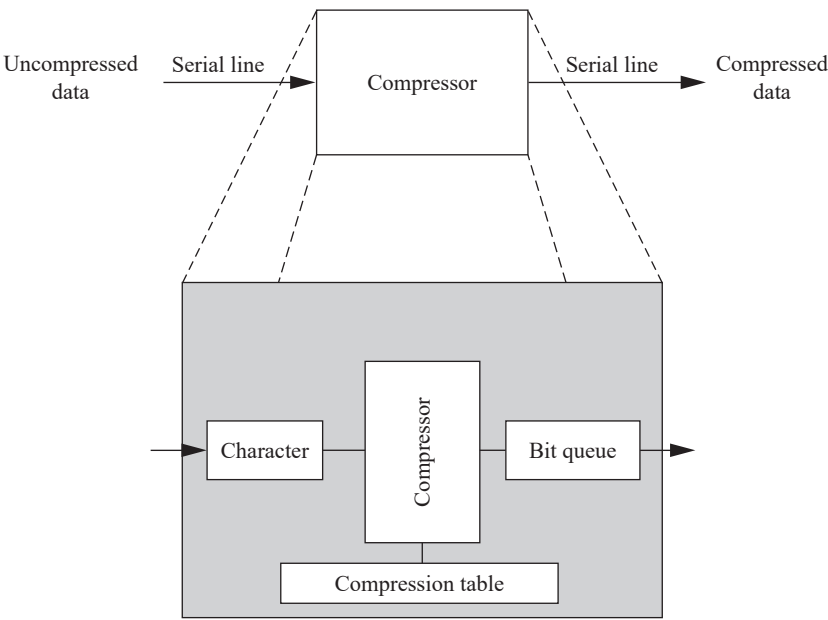 Uncompressed
data
Serial line
Compressor
Serial line
Compressed
data
Character
Compressor
Bit queue
Compression table